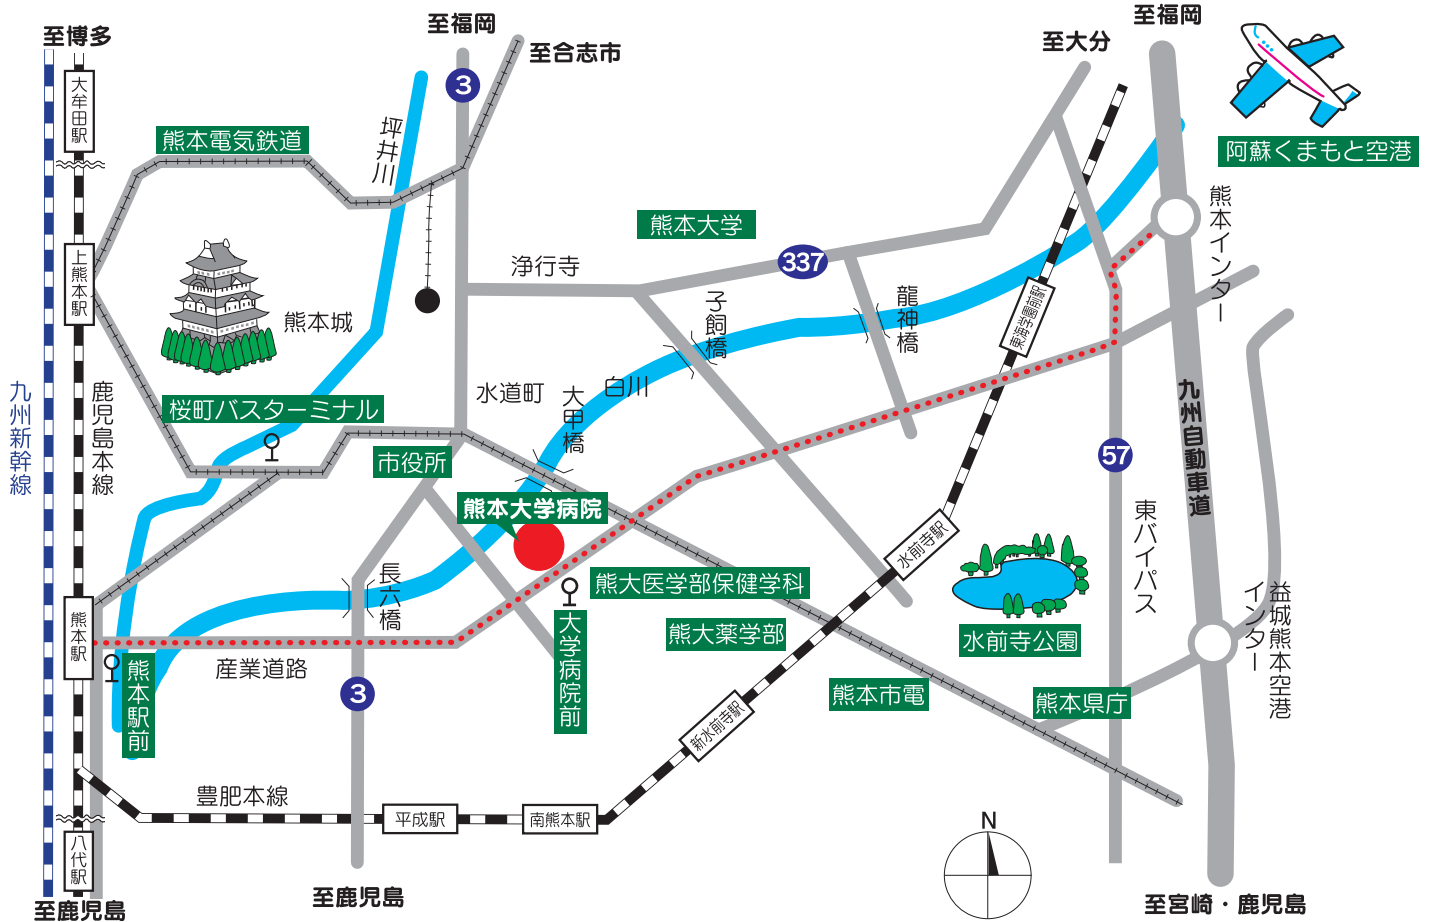 至博多
至福岡
至合志市
至大分
至福岡
3
大牟田駅
熊本電気鉄道
坪井川
阿蘇くまもと空港
熊本インター
熊本大学
337
上熊本駅
浄行寺
子飼橋
龍神橋
東海学園前駅
熊本城
九州新幹線
鹿児島本線
桜町バスターミナル
水道町
大甲橋
白川
九州自動車道
市役所
57
熊本大学病院
東バイパス
水前寺駅
長六橋
熊大医学部保健学科
大学病院前
熊大薬学部
水前寺公園
益城熊本空港
インター
熊本駅
熊本駅前
産業道路
3
熊本市電
熊本県庁
新水前寺駅
豊肥本線
平成駅
南熊本駅
八代駅
N
至鹿児島
至鹿児島
至宮崎・鹿児島